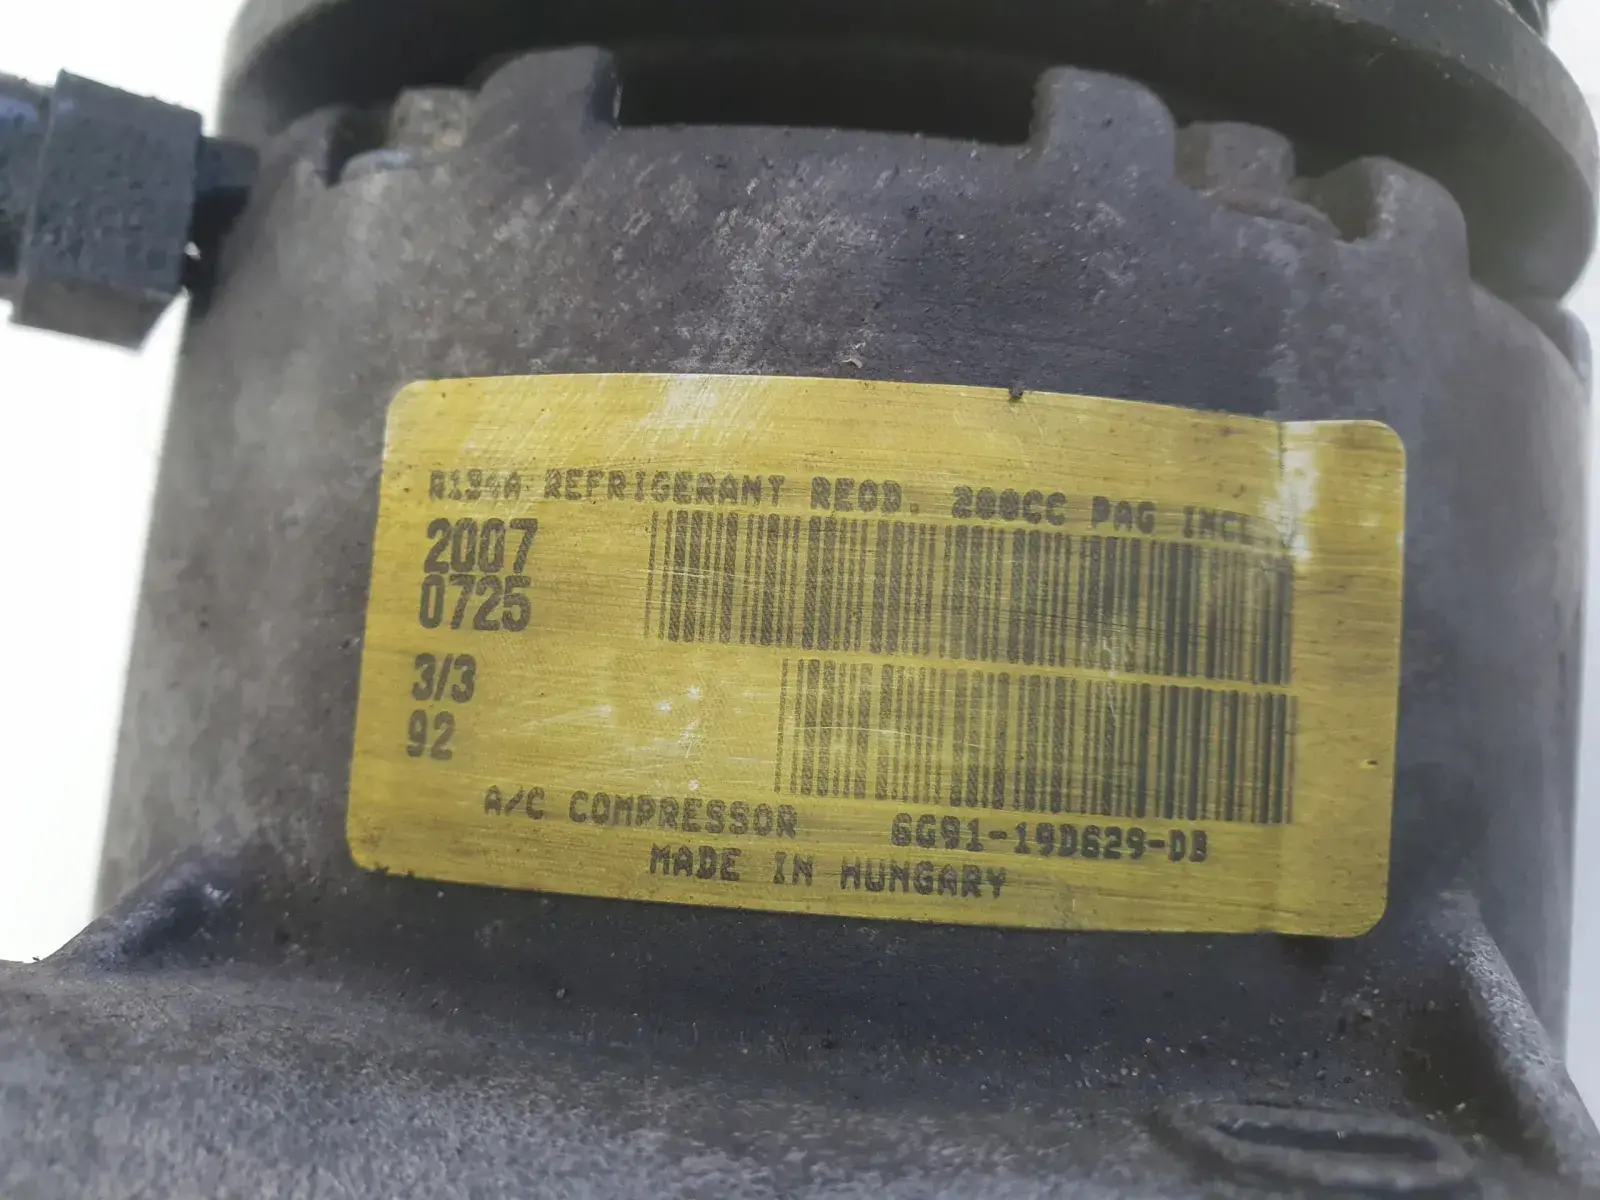 R134A REFRIGERANT REQD. 200CC PAG INCL
2007
0725
3/3
92
A/C COMPRESSOR 6G91-19D629-DB
MADE IN HUNGARY